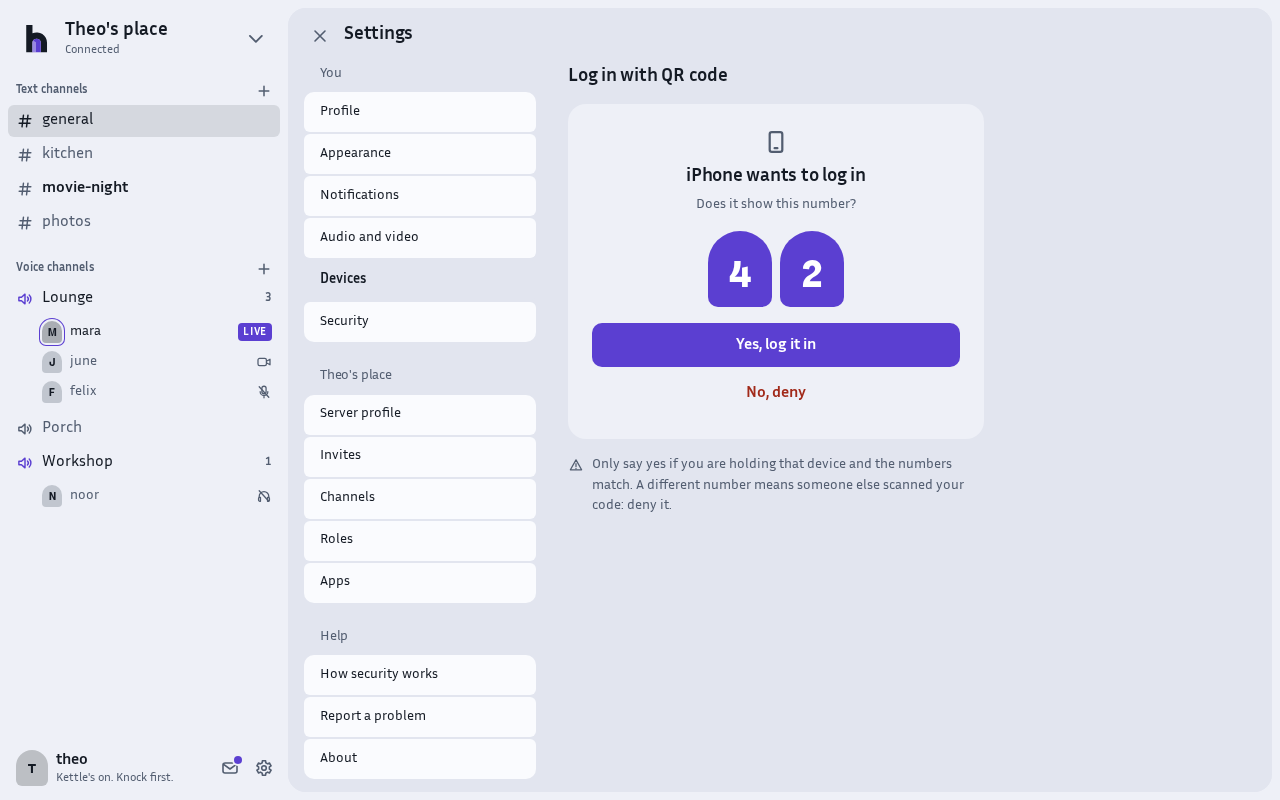 Theo's place
Connected
Text channels
general
kitchen
movie-night
photos
Voice channels
Lounge
3
M
mara
LIVE
J
june
F
felix
Porch
Workshop
1
N
noor
T
theo
Kettle's on. Knock first.
Settings
You
Profile
Appearance
Notifications
Audio and video
Devices
Security
Theo's place
Server profile
Invites
Channels
Roles
Apps
Help
How security works
Report a problem
About
Log in with QR code
iPhone wants to log in
Does it show this number?
4 2
Yes, log it in
No, deny
Only say yes if you are holding that device and the numbers
match. A different number means someone else scanned your
code: deny it.